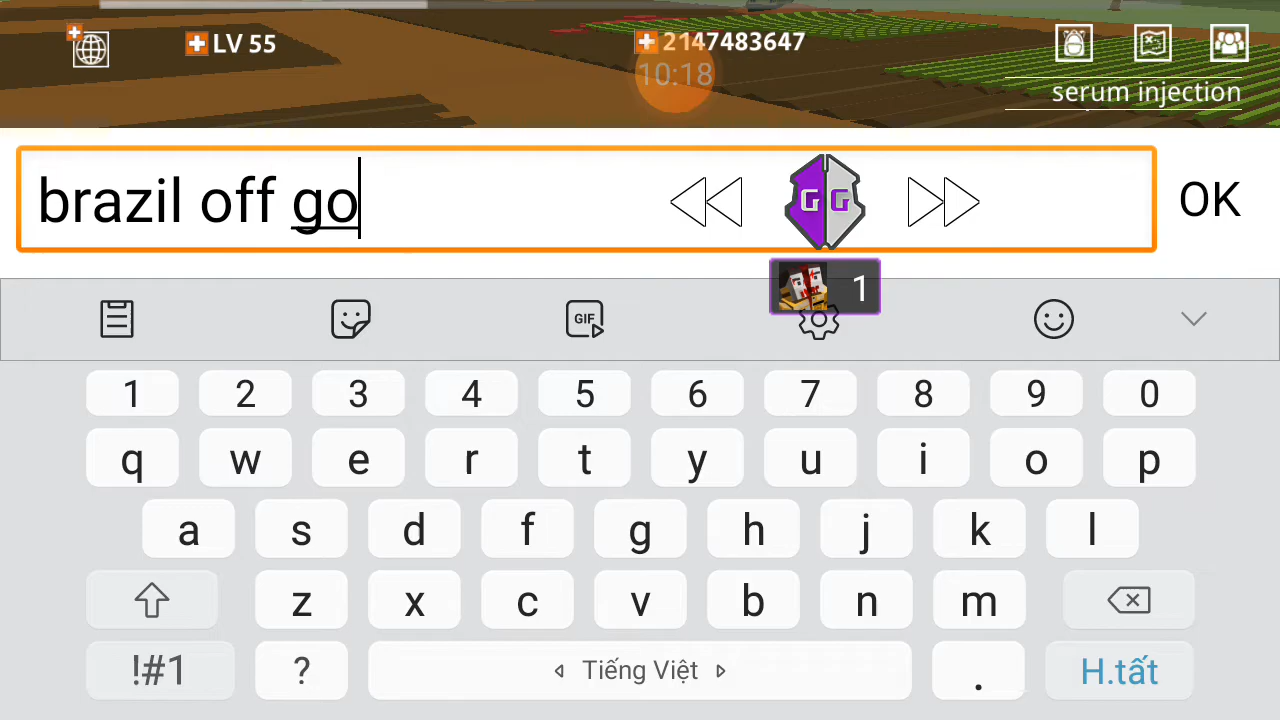 LV 55
2147483647
10:18
serum injection
brazil off go
G G
OK
1
GIF
1 2 3 4 5 6 7 8 9 0
q w e r t y u i o p
a s d f g h j k l
z x c v b n m
!#1 ? Tiếng Việt . H.tất